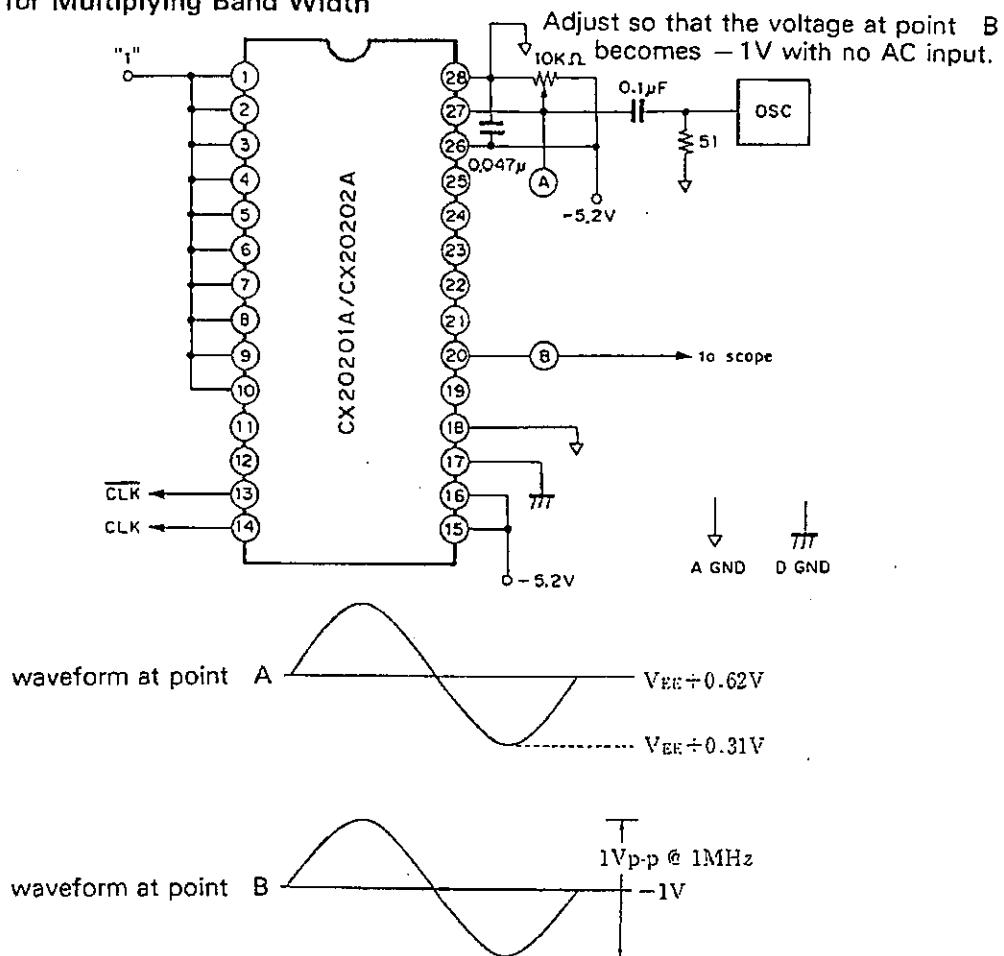 for Multiplying Band Width
Adjust so that the voltage at point B
becomes −1V with no AC input.
"1"
10KΩ
0.1μF
OSC
51
0.047μ
A
-5.2V
1
2
3
4
5
6
7
8
9
10
11
12
13
14
CX20201A/CX20202A
28
27
26
25
24
23
22
21
20
19
18
17
16
15
B
to scope
CLK
CLK
-5.2V
A GND
D GND
waveform at point A
VEE+0.62V
VEE+0.31V
waveform at point B
1Vp-p @ 1MHz
−1V